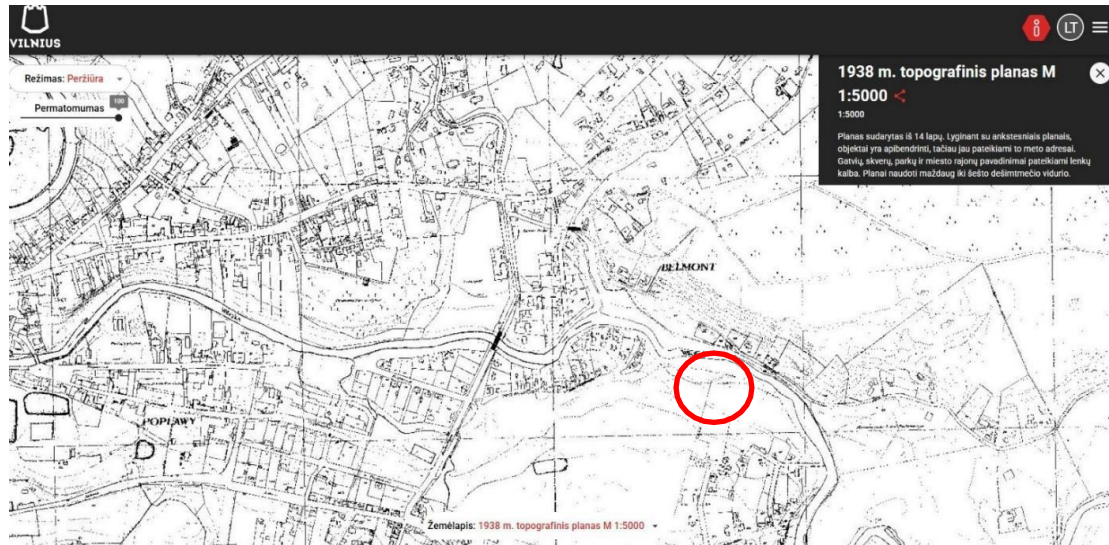 VILNIUS
LT
Režimas: Peržiūra
Permatomumas
100
1938 m. topografinis planas M
1:5000
1:5000
Planas sudarytas iš 14 lapų. Lyginant su ankstesniais planais,
objektai yra apibendrinti, tačiau jau pateikiami to meto adresai.
Gatvių, skverų, parkų ir miesto rajonų pavadinimai pateikiami lenkų
kalba. Planai naudoti maždaug iki šešto dešimtmečio vidurio.
BELMONT
POPŁAWY
Žemėlapis: 1938 m. topografinis planas M 1:5000